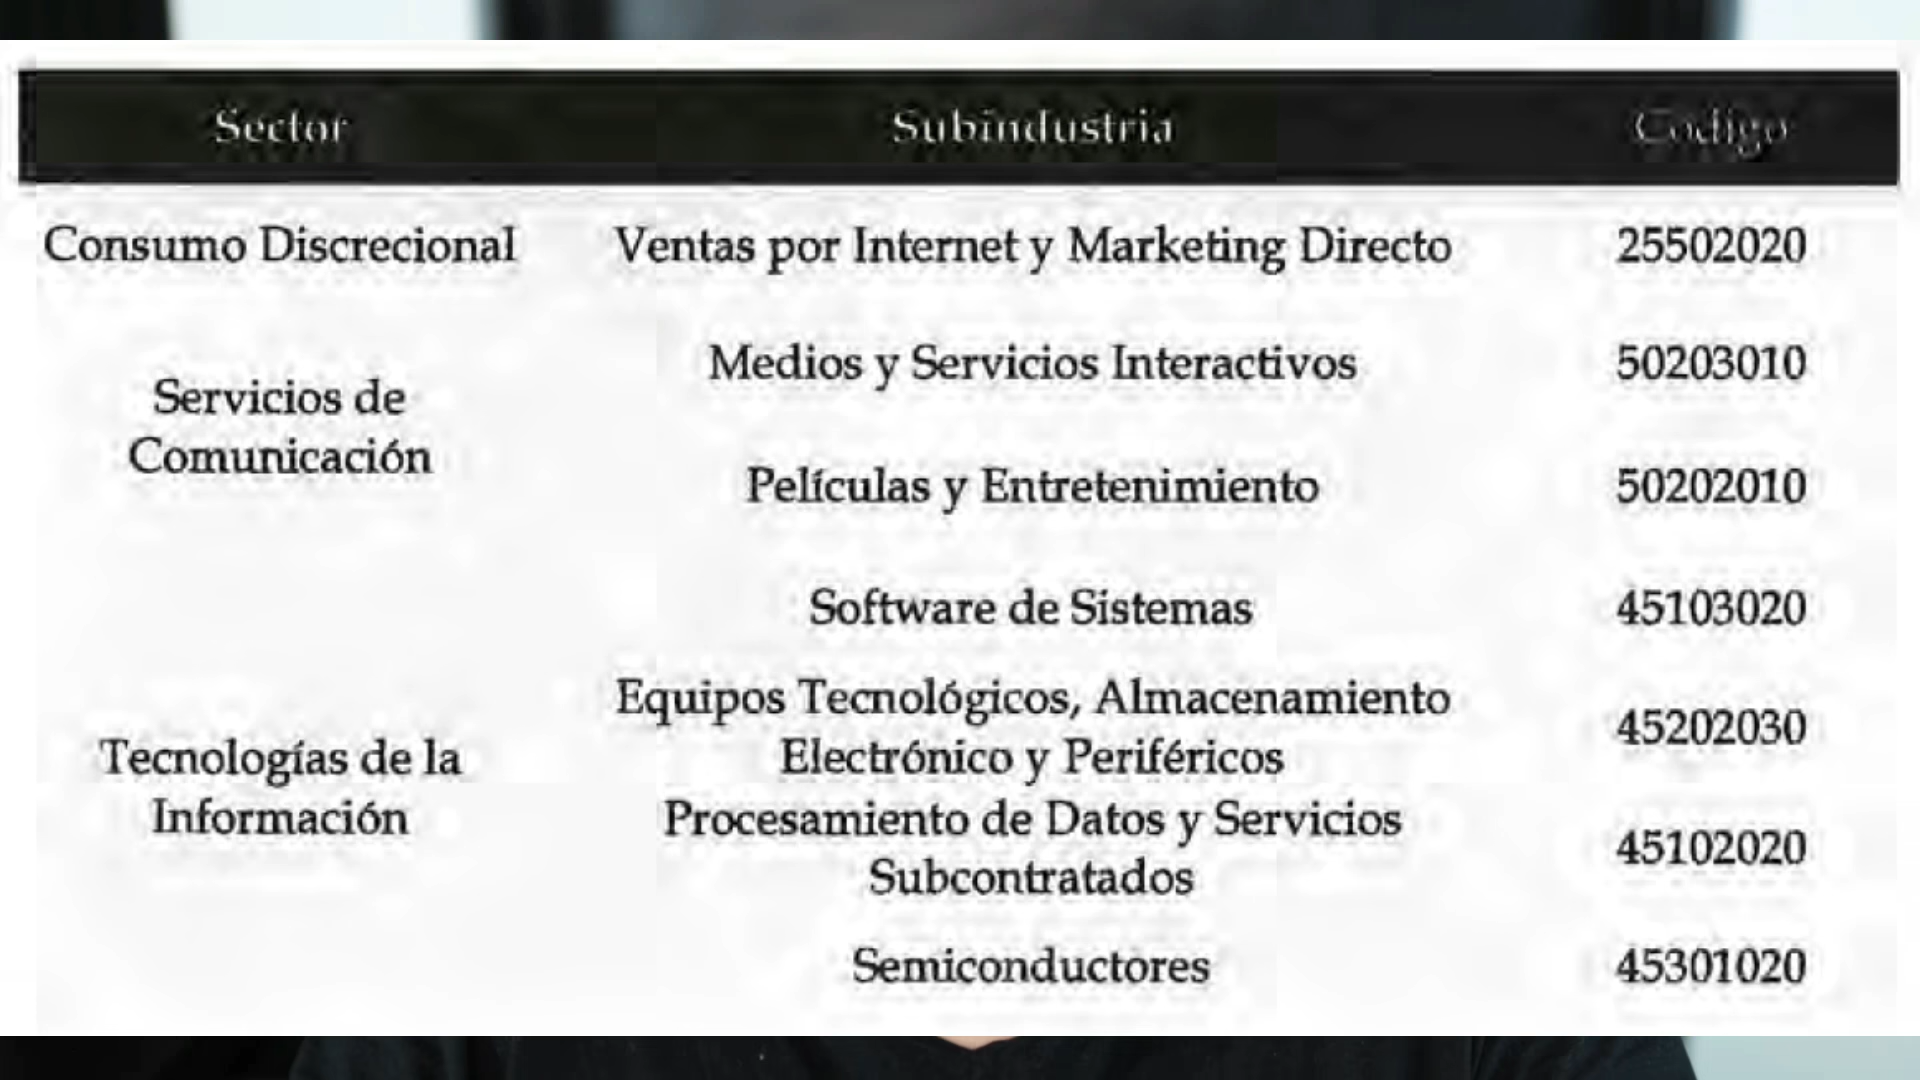 Sector Subindustria Codigo
Consumo Discrecional Ventas por Internet y Marketing Directo 25502020
Servicios de
Comunicación
Medios y Servicios Interactivos 50203010
Películas y Entretenimiento 50202010
Tecnologías de la
Información
Software de Sistemas 45103020
Equipos Tecnológicos, Almacenamiento
Electrónico y Periféricos 45202030
Procesamiento de Datos y Servicios
Subcontratados 45102020
Semiconductores 45301020